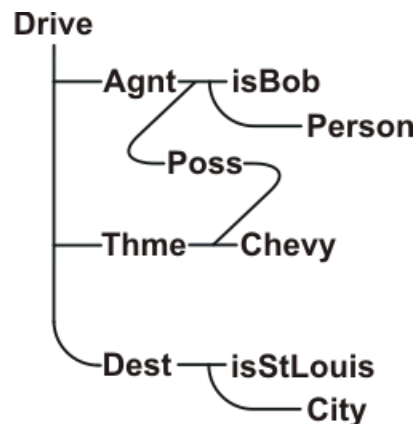 Drive
Agnt isBob
Person
Poss
Thme Chevy
Dest isStLouis
City